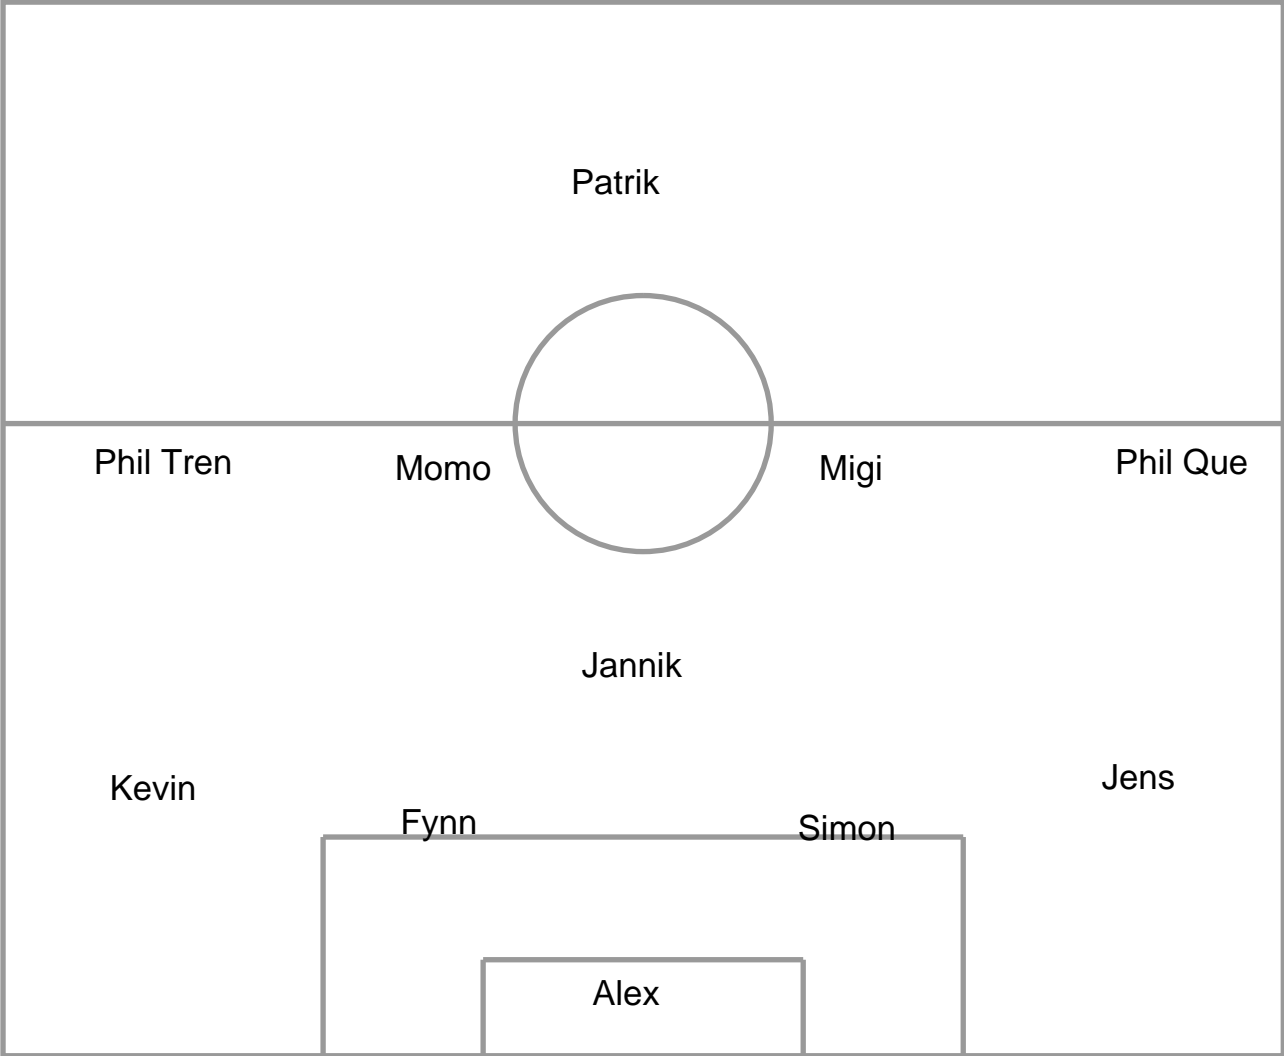 Patrik
Phil Tren
Momo
Migi
Phil Que
Jannik
Kevin
Jens
Fynn
Simon
Alex